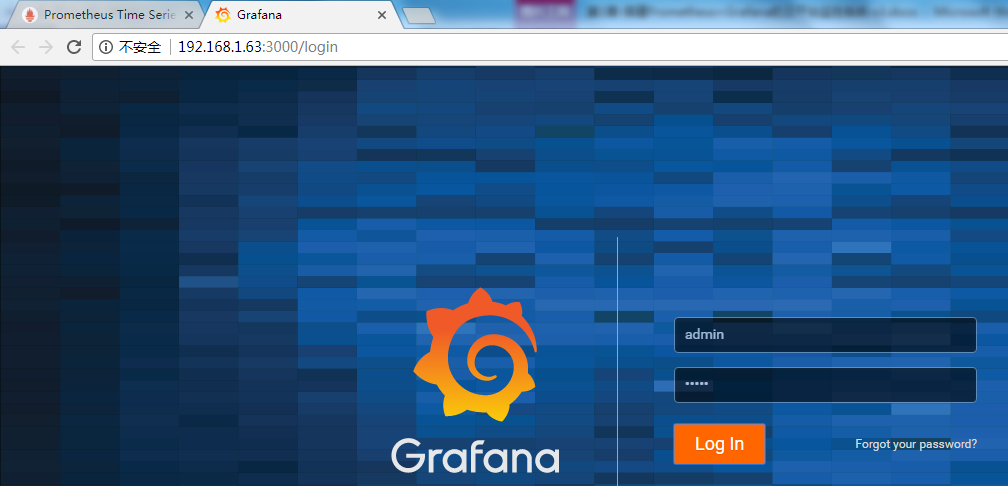 Prometheus Time Serie
Grafana
不安全 192.168.1.63:3000/login
admin
•••••
Log In
Forgot your password?
Grafana